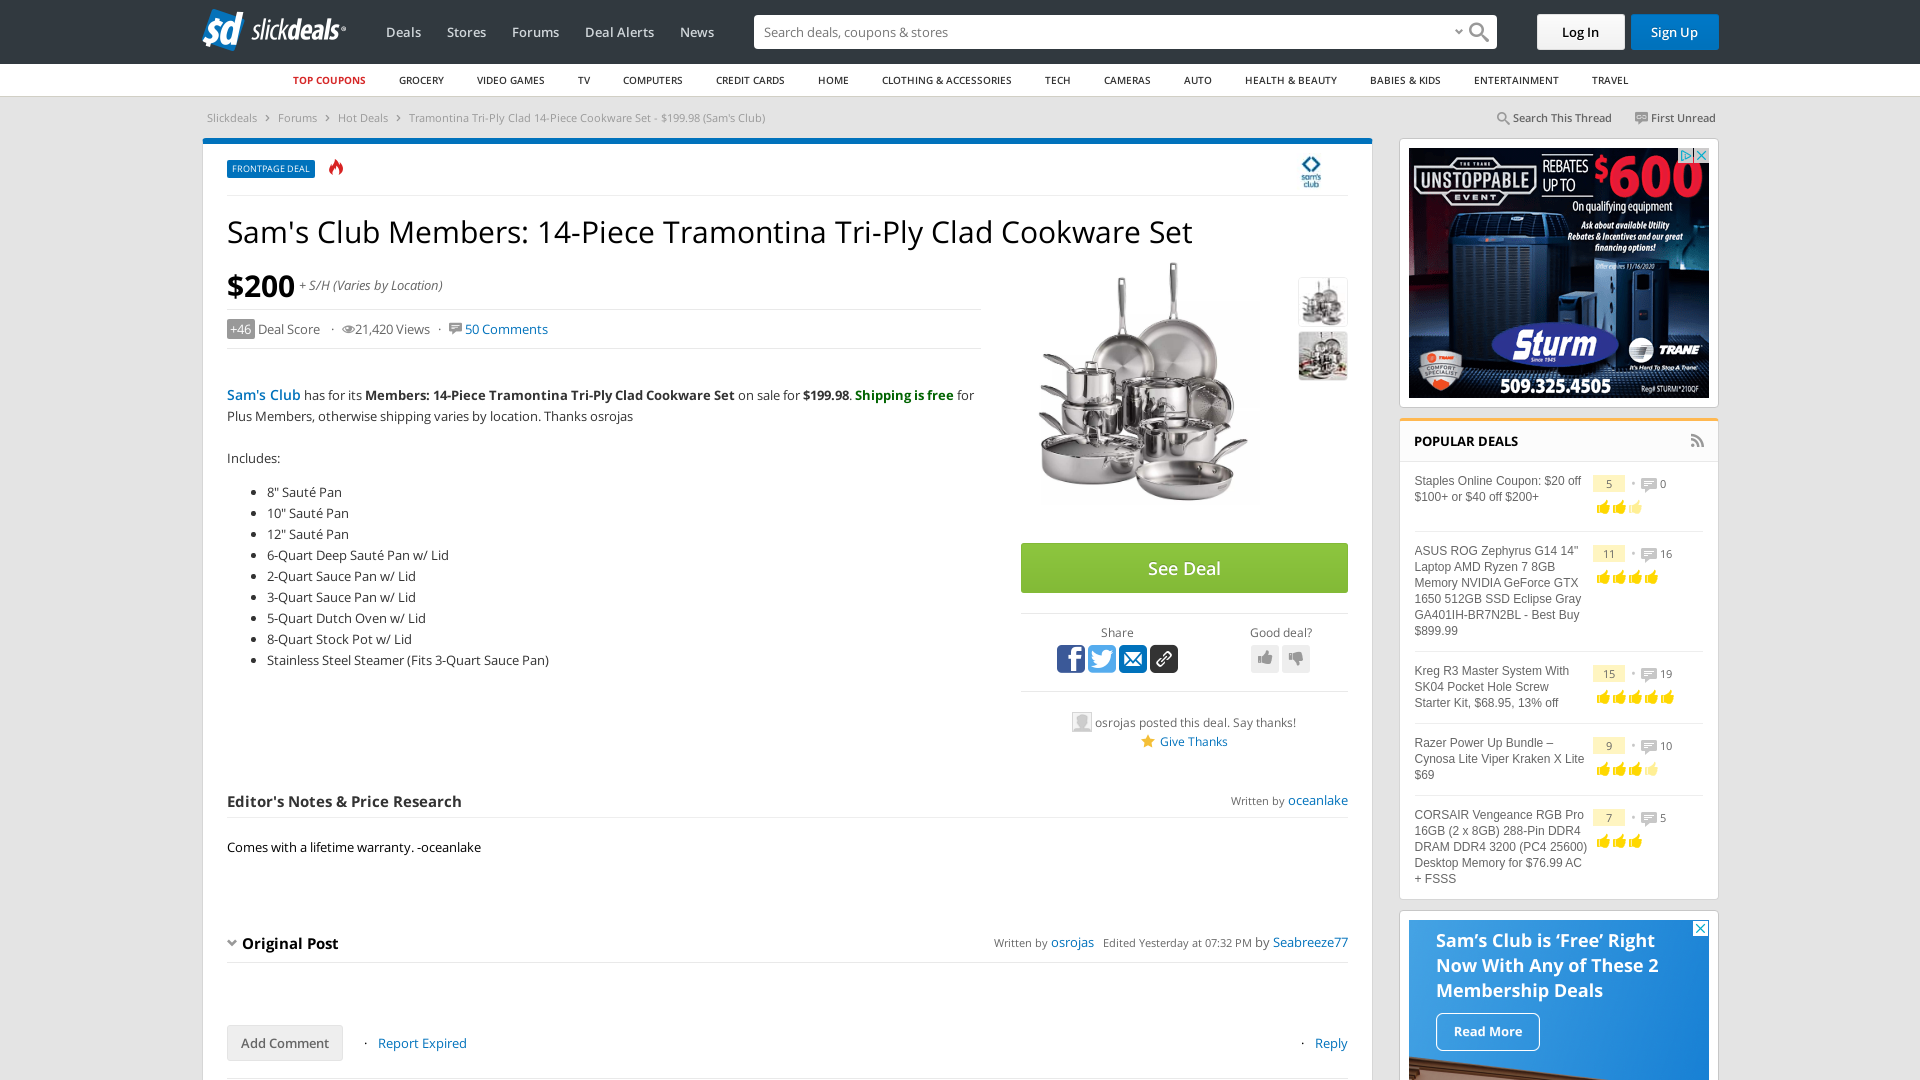 slickdeals
Deals
Stores
Forums
Deal Alerts
News
Search deals, coupons & stores
Log In
Sign Up
TOP COUPONS
GROCERY
VIDEO GAMES
TV
COMPUTERS
CREDIT CARDS
HOME
CLOTHING & ACCESSORIES
TECH
CAMERAS
AUTO
HEALTH & BEAUTY
BABIES & KIDS
ENTERTAINMENT
TRAVEL
Slickdeals > Forums > Hot Deals > Tramontina Tri-Ply Clad 14-Piece Cookware Set - $199.98 (Sam's Club)
Search This Thread
First Unread
FRONTPAGE DEAL
sam's
club
Sam's Club Members: 14-Piece Tramontina Tri-Ply Clad Cookware Set
$200 + S/H (Varies by Location)
+46 Deal Score · 21,420 Views · 50 Comments
Sam's Club has for its Members: 14-Piece Tramontina Tri-Ply Clad Cookware Set on sale for $199.98. Shipping is free for
Plus Members, otherwise shipping varies by location. Thanks osrojas
Includes:
8" Sauté Pan
10" Sauté Pan
12" Sauté Pan
6-Quart Deep Sauté Pan w/ Lid
2-Quart Sauce Pan w/ Lid
3-Quart Sauce Pan w/ Lid
5-Quart Dutch Oven w/ Lid
8-Quart Stock Pot w/ Lid
Stainless Steel Steamer (Fits 3-Quart Sauce Pan)
See Deal
Share
Good deal?
osrojas posted this deal. Say thanks!
Give Thanks
Editor's Notes & Price Research
Written by oceanlake
Comes with a lifetime warranty. -oceanlake
Original Post
Written by osrojas Edited Yesterday at 07:32 PM by Seabreeze77
Add Comment
· Report Expired
· Reply
THE TRANE
UNSTOPPABLE
EVENT
REBATES
UP TO
$600
On qualifying equipment
Ask about available Utility
Rebates & Incentives and our great
financing options!
Offer expires 11/16/2020
Sturm
Since 1945
TRANE
It's Hard To Stop A Trane.
TRANE
COMFORT
SPECIALIST
509.325.4505
Reg# STURMI*210QF
POPULAR DEALS
Staples Online Coupon: $20 off
$100+ or $40 off $200+
5 • 0
ASUS ROG Zephyrus G14 14"
Laptop AMD Ryzen 7 8GB
Memory NVIDIA GeForce GTX
1650 512GB SSD Eclipse Gray
GA401IH-BR7N2BL - Best Buy
$899.99
11 • 16
Kreg R3 Master System With
SK04 Pocket Hole Screw
Starter Kit, $68.95, 13% off
15 • 19
Razer Power Up Bundle –
Cynosa Lite Viper Kraken X Lite
$69
9 • 10
CORSAIR Vengeance RGB Pro
16GB (2 x 8GB) 288-Pin DDR4
DRAM DDR4 3200 (PC4 25600)
Desktop Memory for $76.99 AC
+ FSSS
7 • 5
Sam's Club is 'Free' Right
Now With Any of These 2
Membership Deals
Read More